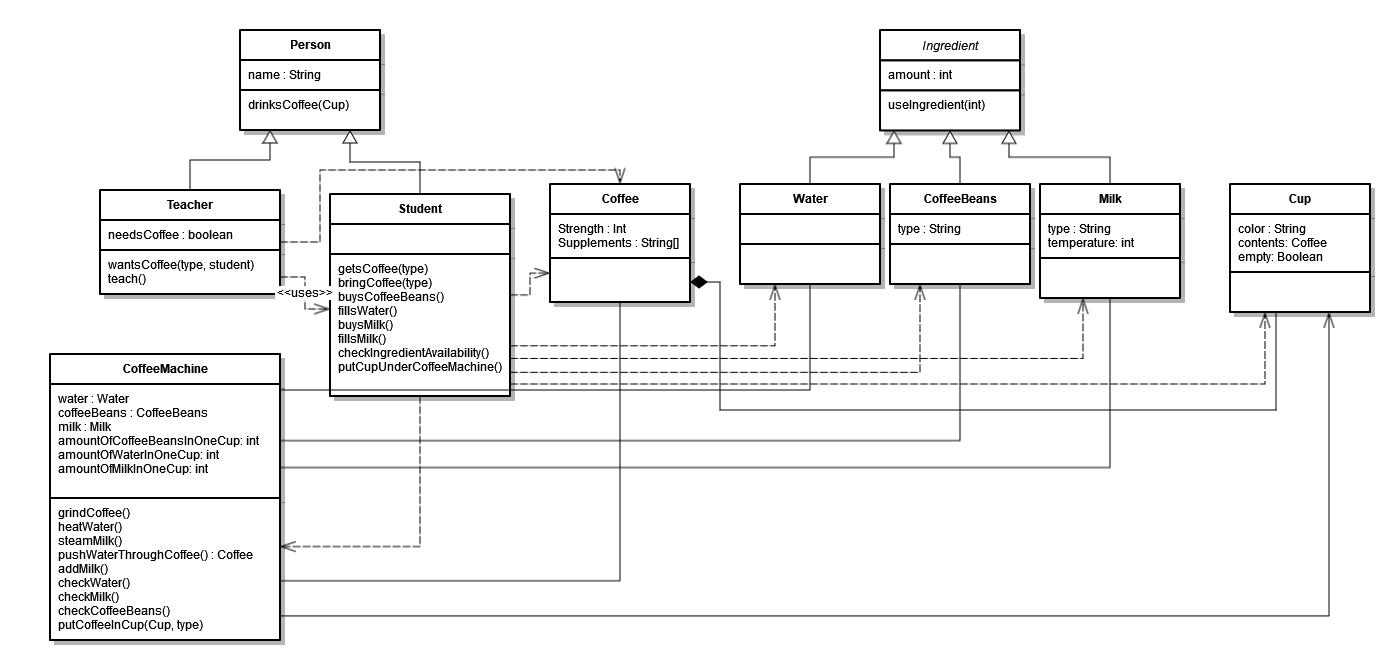 Person
name : String
drinksCoffee(Cup)
Ingredient
amount : int
useIngredient(int)
Teacher
needsCoffee : boolean
wantsCoffee(type, student)
teach()
<<uses>>
Student
getsCoffee(type)
bringCoffee(type)
buysCoffeeBeans()
fillsWater()
buysMilk()
fillsMilk()
checkIngredientAvailability()
putCupUnderCoffeeMachine()
Coffee
Strength : Int
Supplements : String[]
Water
CoffeeBeans
type : String
Milk
type : String
temperature: int
Cup
color : String
contents: Coffee
empty: Boolean
CoffeeMachine
water : Water
coffeeBeans : CoffeeBeans
milk : Milk
amountOfCoffeeBeansInOneCup: int
amountOfWaterInOneCup: int
amountOfMilkInOneCup: int
grindCoffee()
heatWater()
steamMilk()
pushWaterThroughCoffee() : Coffee
addMilk()
checkWater()
checkMilk()
checkCoffeeBeans()
putCoffeeInCup(Cup, type)